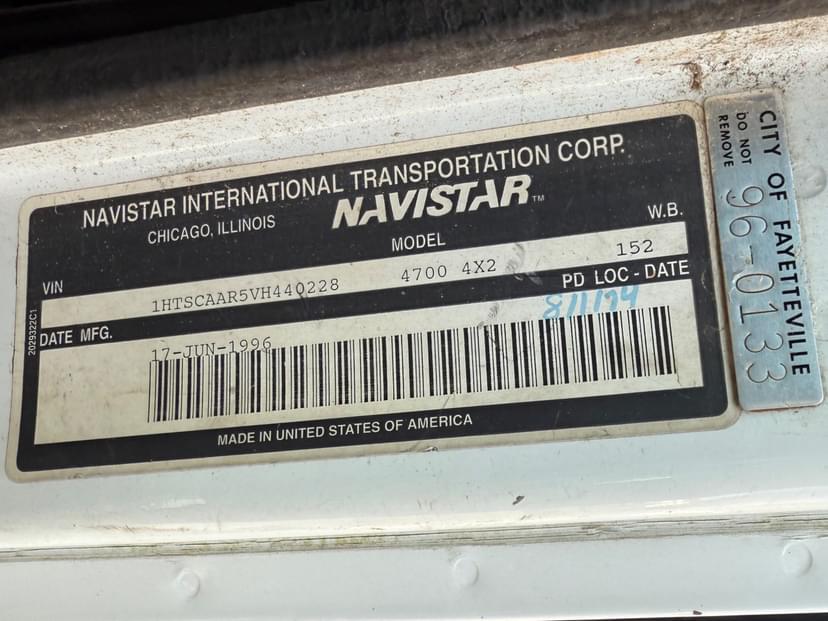 NAVISTAR INTERNATIONAL TRANSPORTATION CORP.
CHICAGO, ILLINOIS
NAVISTAR™
VIN
MODEL
W.B.
1HTSCAAR5VH440228
4700 4X2
152
DATE MFG.
PD LOC - DATE
17-JUN-1996
MADE IN UNITED STATES OF AMERICA
2029322C1
CITY OF FAYETTEVILLE
DO NOT
REMOVE
96-0133